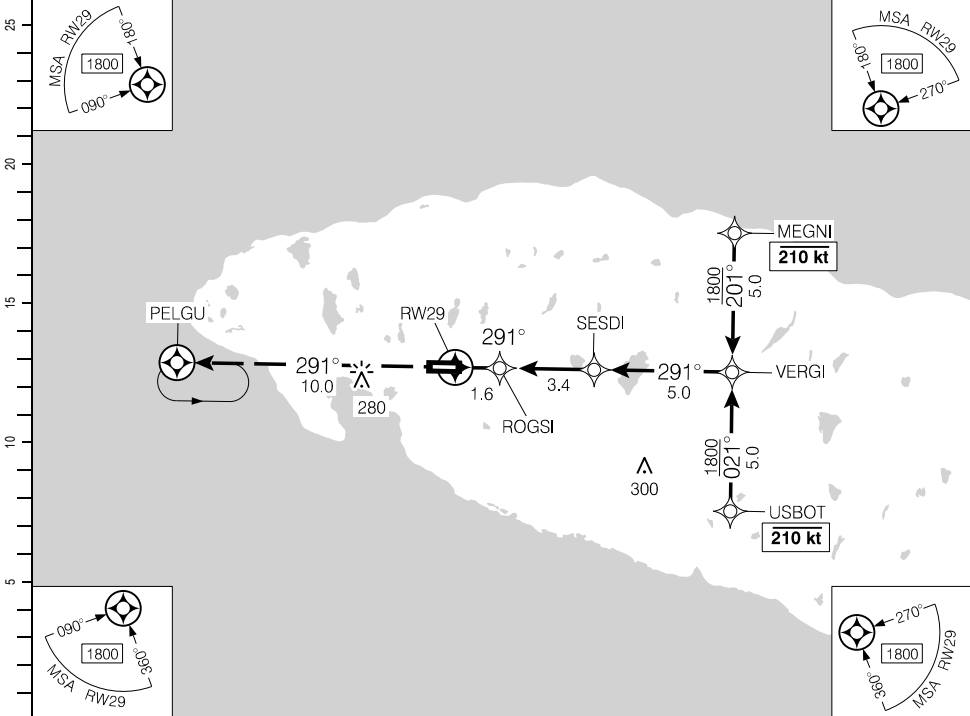 25
20
15
10
5
MSA RW29
180°
1800
090°
MSA RW29
180°
1800
270°
MEGNI
210 kt
1800
201°
5.0
PELGU
RW29
SESDI
291°
291°
10.0
280
1.6
3.4
291°
5.0
VERGI
ROGSI
1800
021°
5.0
300
USBOT
210 kt
090°
1800
360°
MSA RW29
270°
1800
360°
MSA RW29